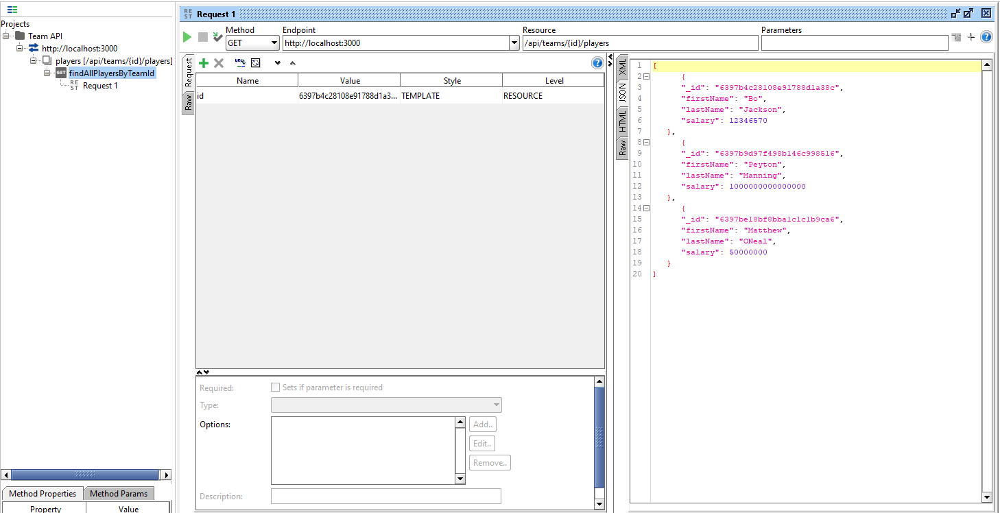 Projects
Team API
http://localhost:3000
players [/api/teams/{id}/players]
GET findAllPlayersByTeamId
REST Request 1
Method Properties Method Params
Property Value
REST Request 1
Method Endpoint Resource Parameters
GET http://localhost:3000 /api/teams/{id}/players
Request
Raw
Name Value Style Level
id 6397b4c28108e91788d1a3... TEMPLATE RESOURCE
Required: Sets if parameter is required
Type:
Options:
Add..
Edit..
Remove..
Description:
XML
JSON
HTML
Raw
1 [
2 {
3 "_id": "6397b4c28108e91788d1a38c",
4 "firstName": "Bo",
5 "lastName": "Jackson",
6 "salary": 12346570
7 },
8 {
9 "_id": "6397b9d97f498b146c998516",
10 "firstName": "Peyton",
11 "lastName": "Manning",
12 "salary": 1000000000000000
13 },
14 {
15 "_id": "6397be18bf8bba1c1c1b9ca6",
16 "firstName": "Matthew",
17 "lastName": "ONeal",
18 "salary": 50000000
19 }
20 ]